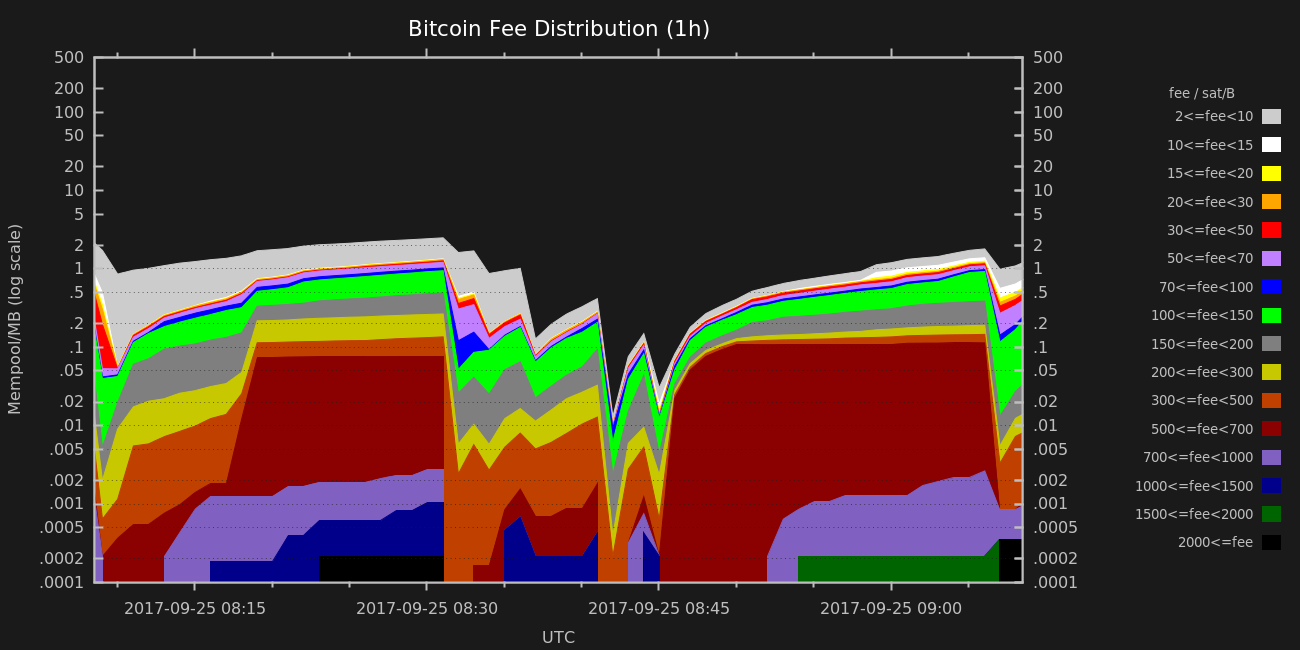 Bitcoin Fee Distribution (1h)
500 500
200 200
100 100
50 50
20 20
10 10
5 5
2 2
1 1
.5 .5
.2 .2
.1 .1
.05 .05
.02 .02
.01 .01
.005 .005
.002 .002
.001 .001
.0005 .0005
.0002 .0002
.0001 .0001
Mempool/MB (log scale)
2017-09-25 08:15 2017-09-25 08:30 2017-09-25 08:45 2017-09-25 09:00
UTC
fee / sat/B
2<=fee<10
10<=fee<15
15<=fee<20
20<=fee<30
30<=fee<50
50<=fee<70
70<=fee<100
100<=fee<150
150<=fee<200
200<=fee<300
300<=fee<500
500<=fee<700
700<=fee<1000
1000<=fee<1500
1500<=fee<2000
2000<=fee